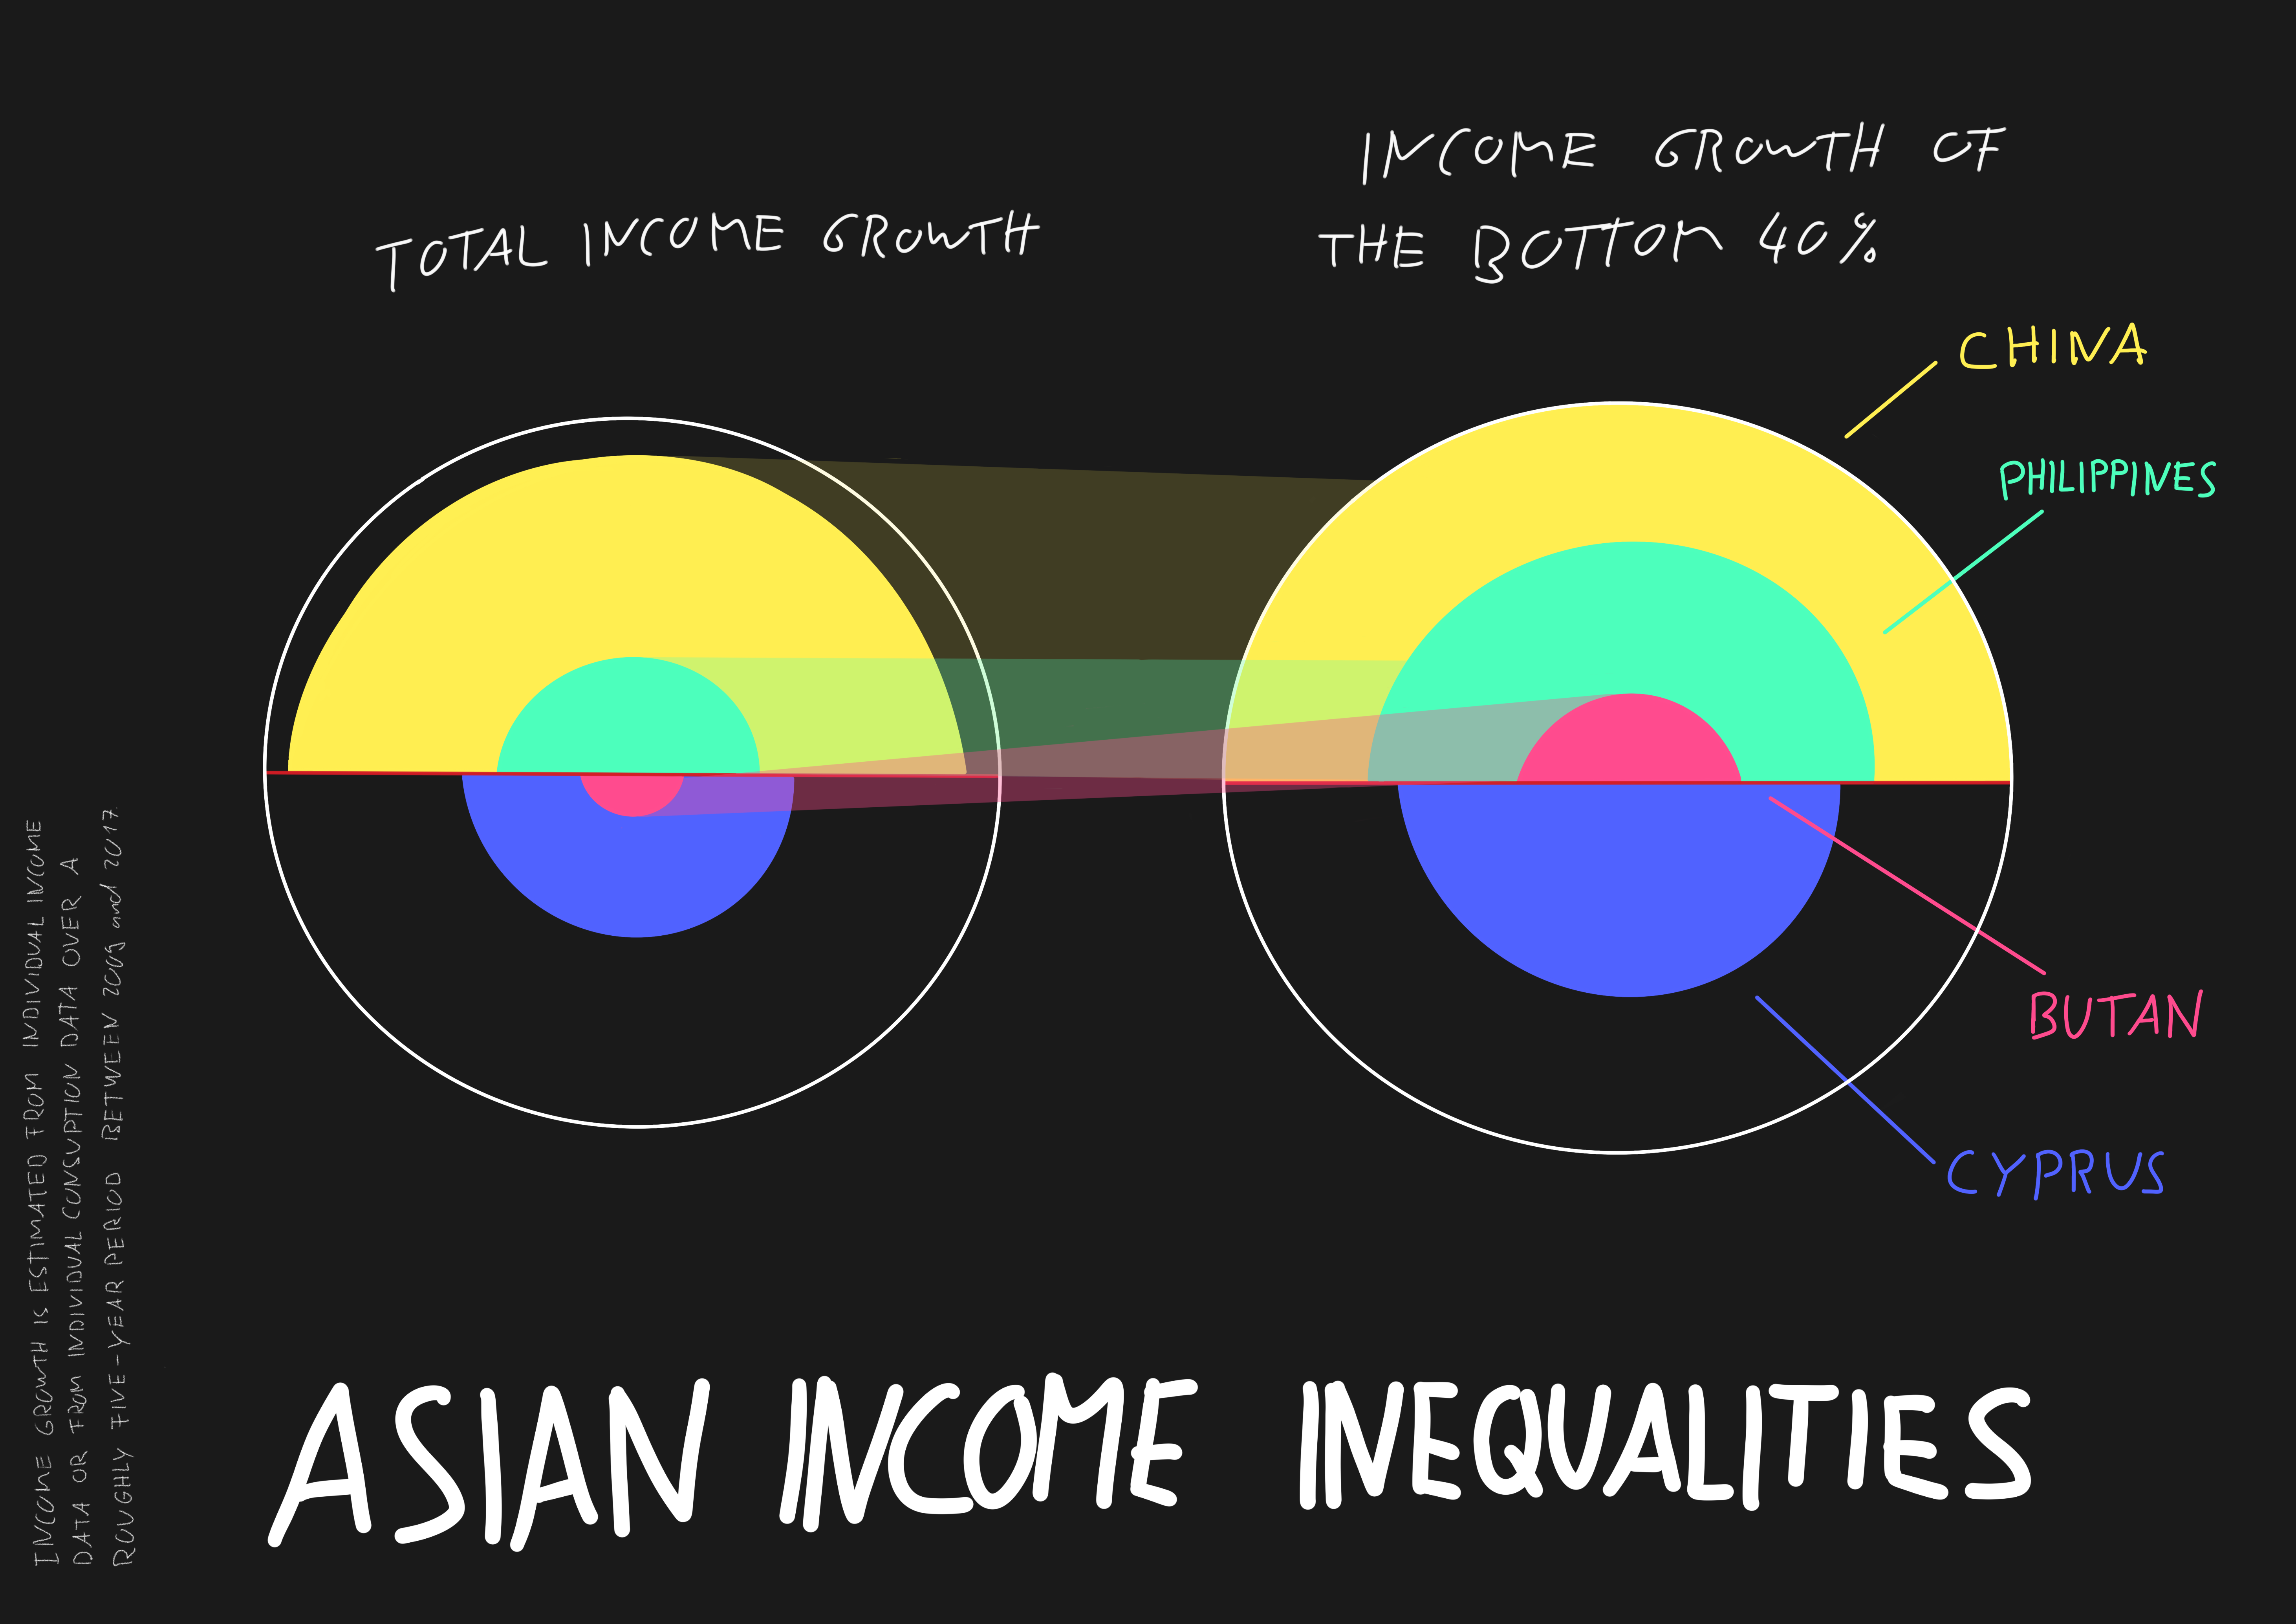 TOTAL INCOME GROWTH
INCOME GROWTH OF
THE BOTTOM 40%
CHINA
PHILIPPINES
BUTAN
CYPRUS
INCOME GROWTH IS ESTIMATED FROM INDIVIDUAL INCOME
DATA OR FROM INDIVIDUAL CONSUPTION DATA OVER A
ROUGHLY FIVE-YEAR PERIOD BETWEEN and 2017.
ASIAN INCOME INEQUALITIES